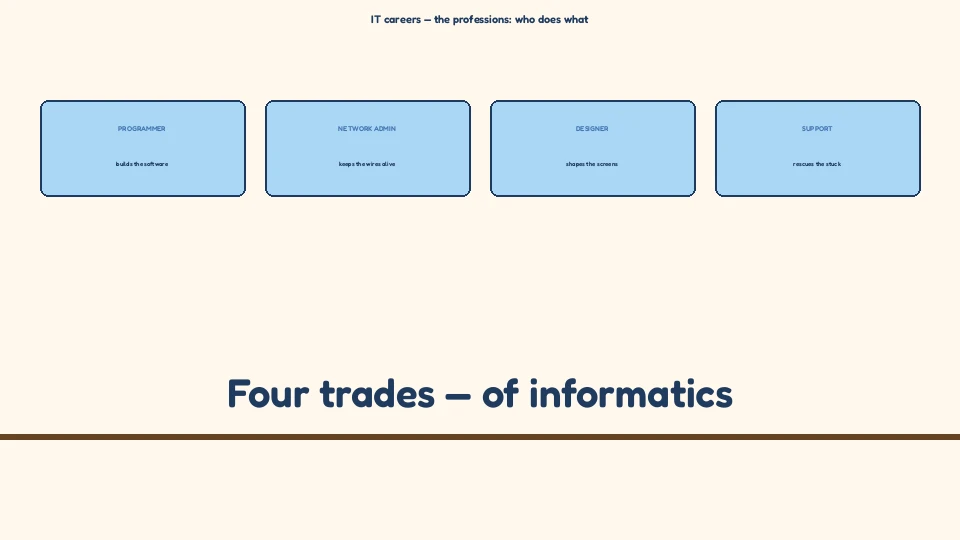 IT careers — the professions: who does what
PROGRAMMER
builds the software
NETWORK ADMIN
keeps the wires alive
DESIGNER
shapes the screens
SUPPORT
rescues the stuck
Four trades — of informatics